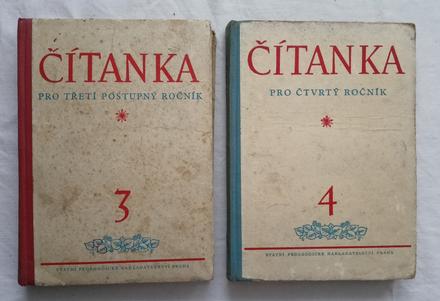 ČÍTANKA
PRO TŘETÍ POSTUPNÝ ROČNÍK
3
STÁTNÍ PEDAGOGICKÉ NAKLADATELSTVÍ PRAHA
ČÍTANKA
PRO ČTVRTÝ ROČNÍK
4
STÁTNÍ PEDAGOGICKÉ NAKLADATELSTVÍ PRAHA